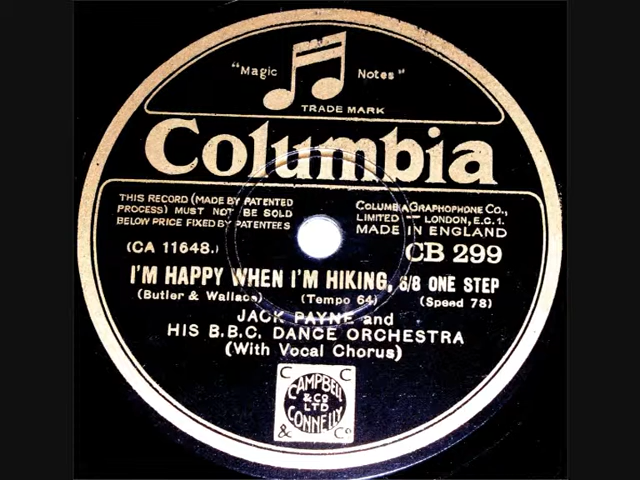 "Magic Notes"
TRADE MARK
Columbia
THIS RECORD (MADE BY PATENTED
PROCESS) MUST NOT BE SOLD
BELOW PRICE FIXED BY PATENTEES
COLUMBIA GRAPHOPHONE CO.,
LIMITED — LONDON, E.C.1.
MADE IN ENGLAND
(CA 11648.)
CB 299
I'M HAPPY WHEN I'M HIKING, 6/8 ONE STEP
(Butler & Wallace) (Tempo 64) (Speed 78)
JACK PAYNE and
HIS B.B.C. DANCE ORCHESTRA
(With Vocal Chorus)
C C
CAMPBELL
& CO
LTD
CONNELLY
& Co